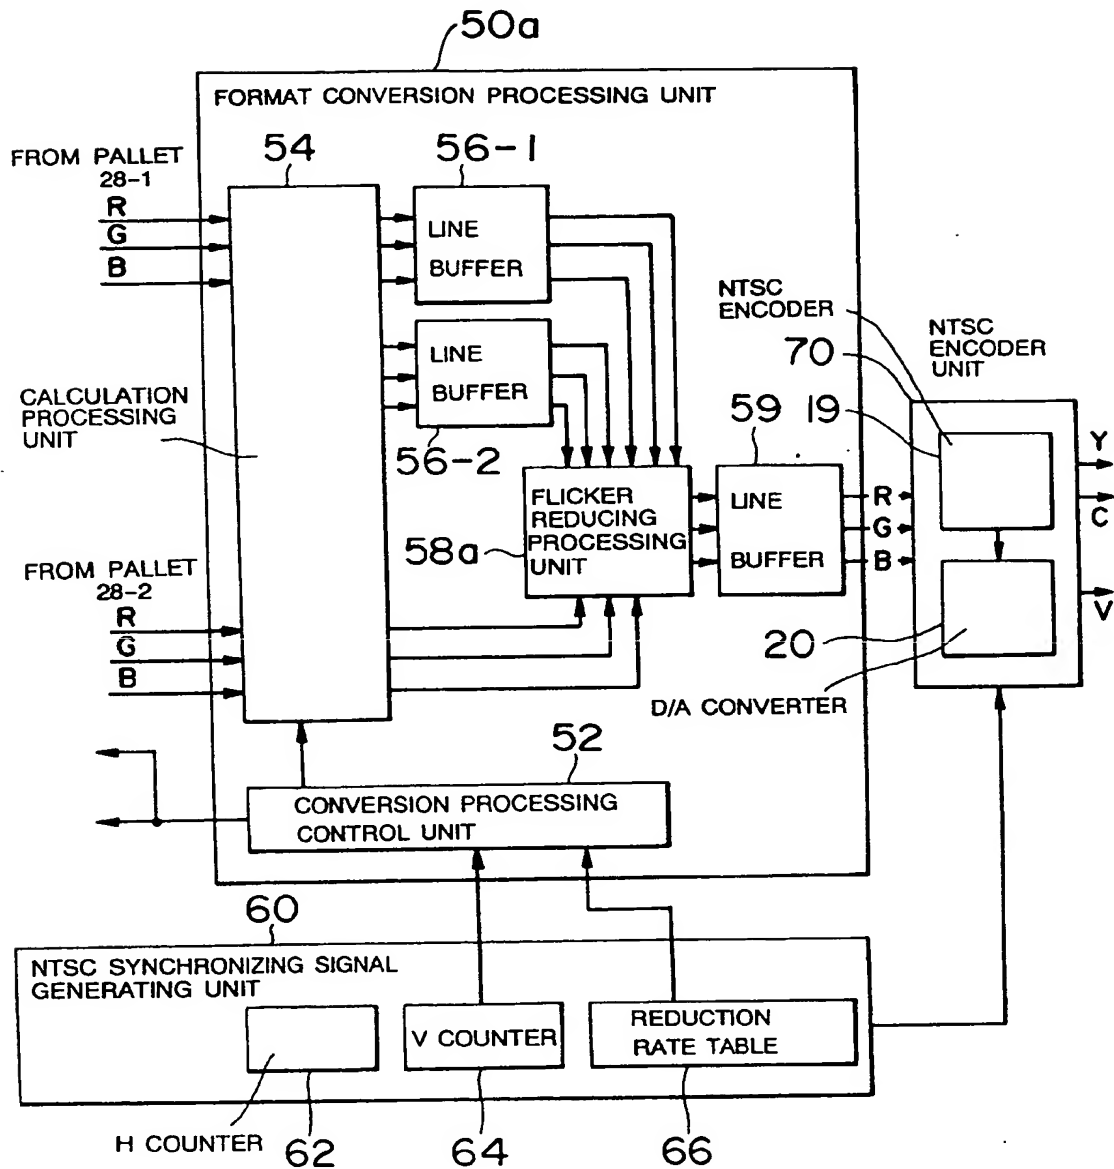 50a
FORMAT CONVERSION PROCESSING UNIT
FROM PALLET
28-1
R
G
B
54
56-1
LINE
BUFFER
LINE
BUFFER
56-2
CALCULATION
PROCESSING
UNIT
FROM PALLET
28-2
R
G
B
FLICKER
REDUCING
PROCESSING
UNIT
58a
59
LINE
BUFFER
R
G
B
NTSC
ENCODER
NTSC
ENCODER
UNIT
70
19
20
Y
C
V
D/A CONVERTER
52
CONVERSION PROCESSING
CONTROL UNIT
60
NTSC SYNCHRONIZING SIGNAL
GENERATING UNIT
V COUNTER
REDUCTION
RATE TABLE
H COUNTER
62
64
66